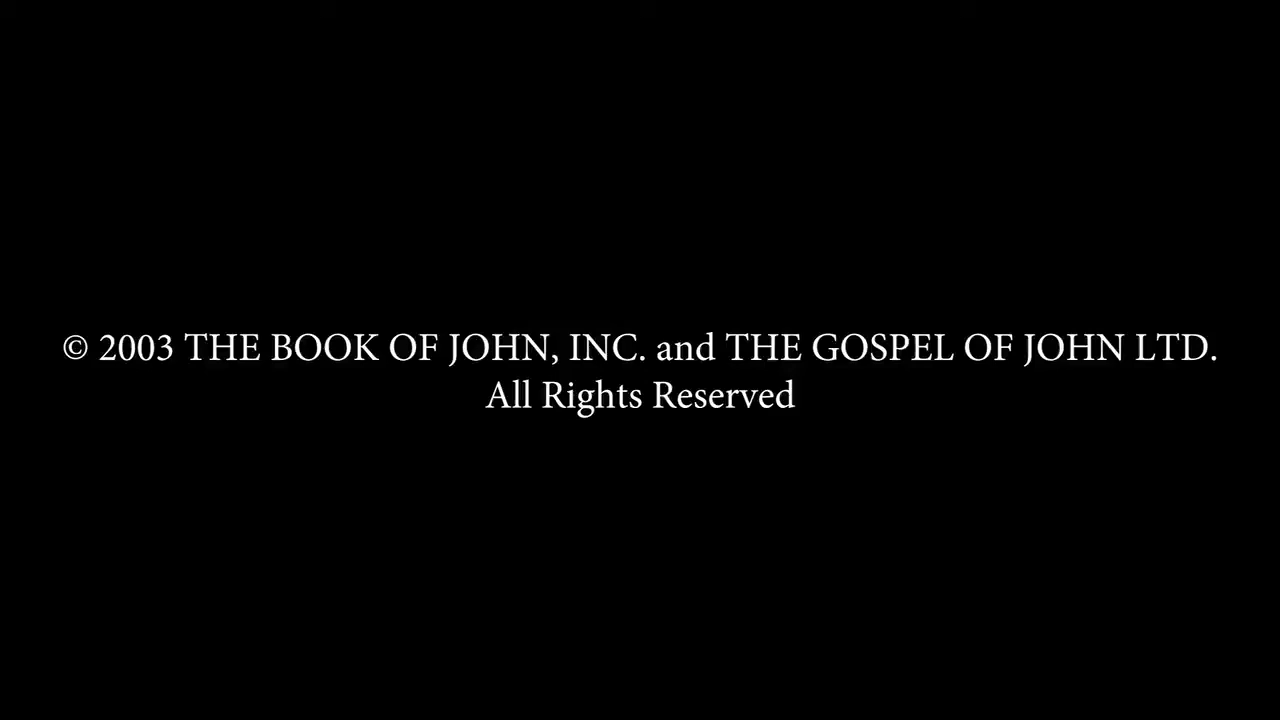 © 2003 THE BOOK OF JOHN, INC. and THE GOSPEL OF JOHN LTD.
All Rights Reserved